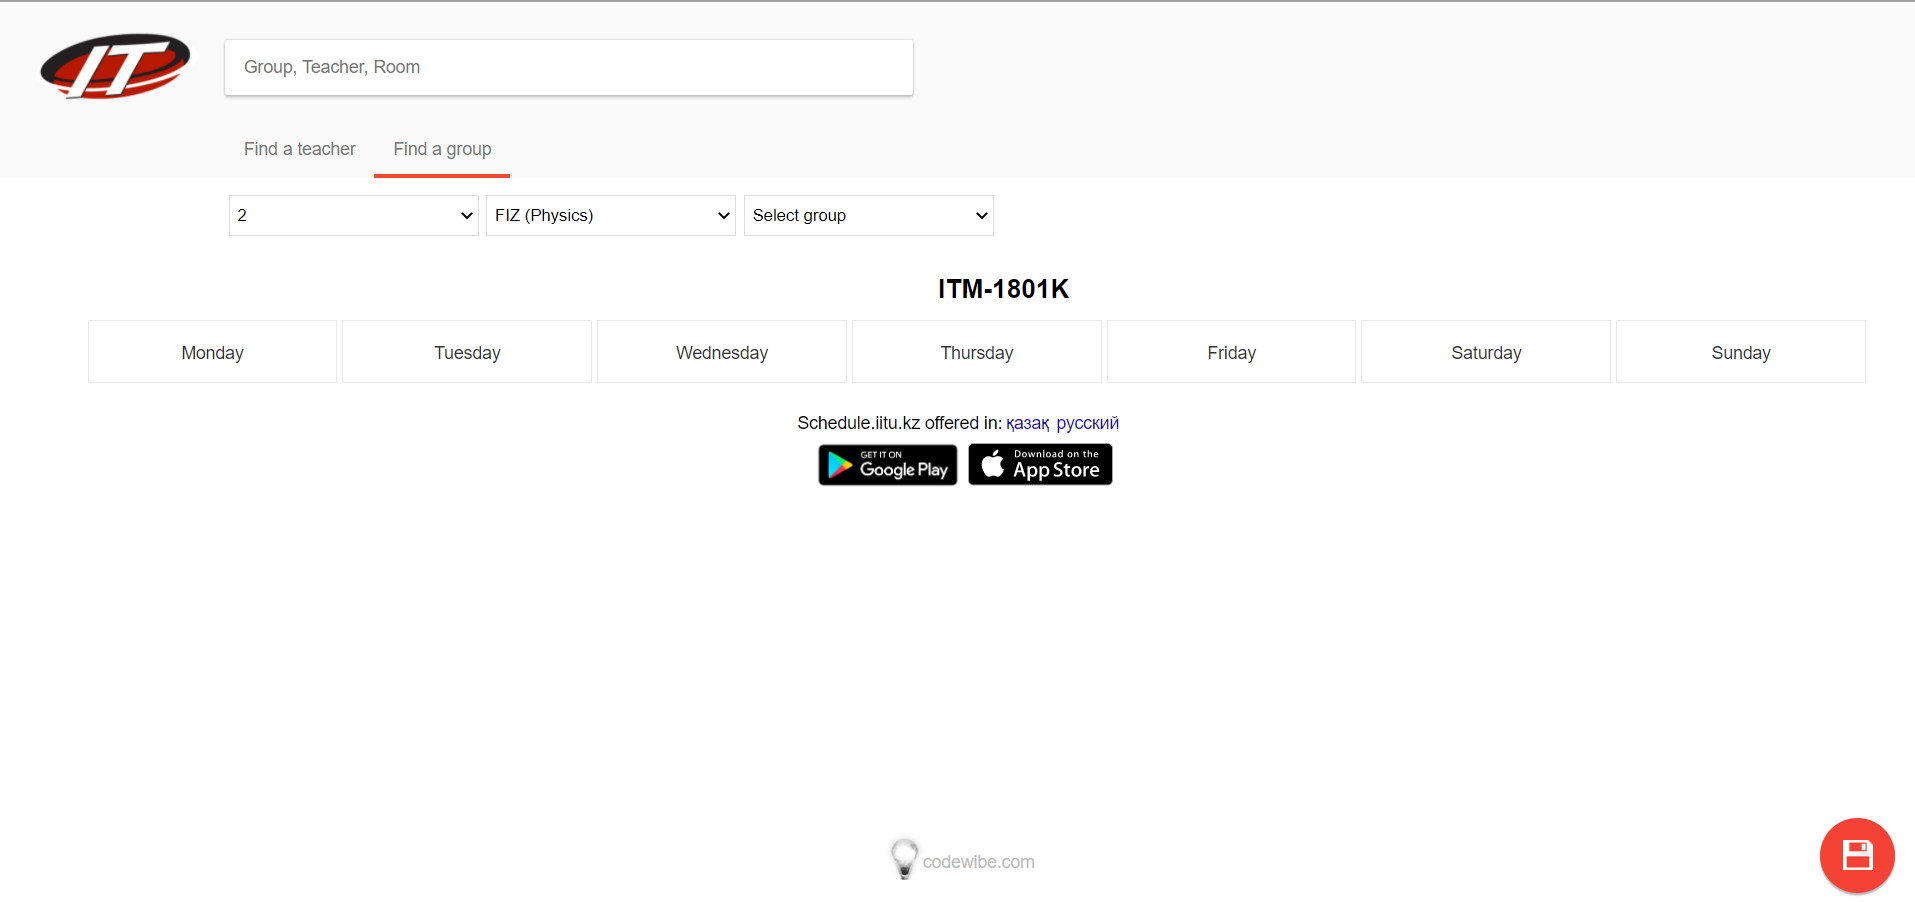 IT
Group, Teacher, Room
Find a teacher
Find a group
2
FIZ (Physics)
Select group
ITM-1801K
Monday
Tuesday
Wednesday
Thursday
Friday
Saturday
Sunday
Schedule.iitu.kz offered in: қазақ русский
GET IT ON
Google Play
Download on the
App Store
codewibe.com